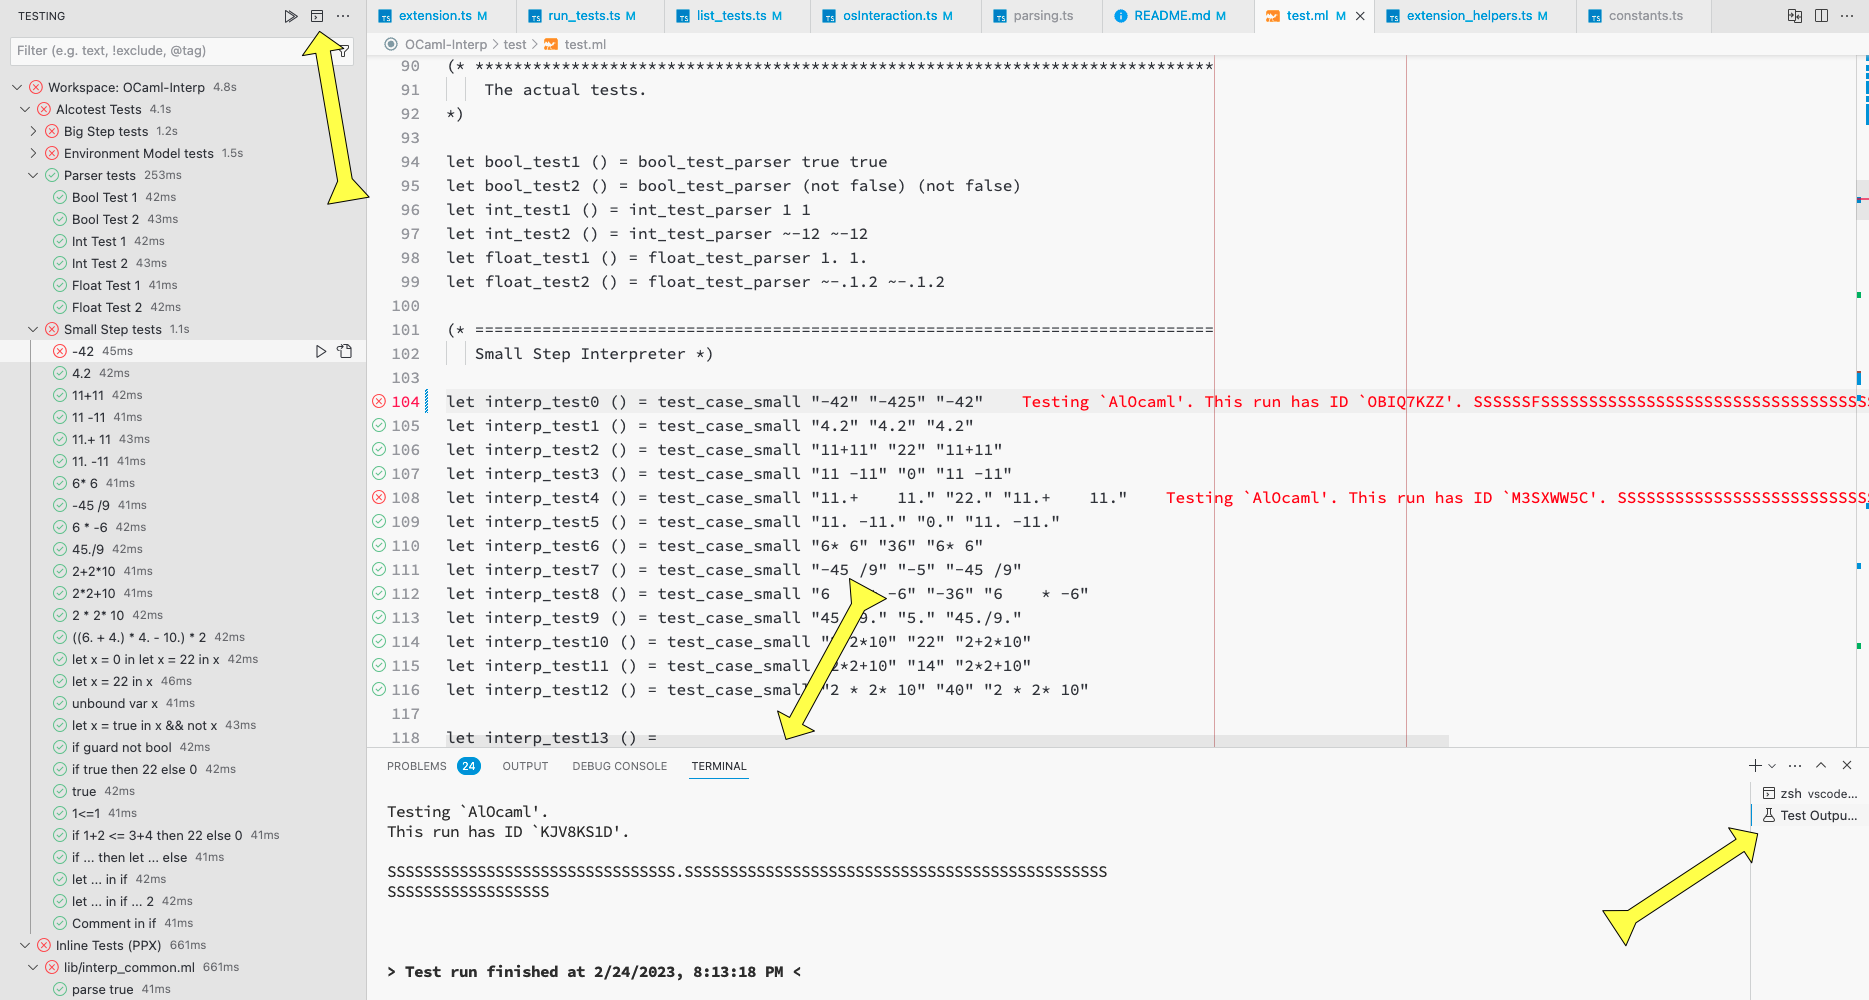 TESTING
Filter (e.g. text, !exclude, @tag)
Workspace: OCaml-Interp 4.8s
Alcotest Tests 4.1s
Big Step tests 1.2s
Environment Model tests 1.5s
Parser tests 253ms
Bool Test 1 42ms
Bool Test 2 43ms
Int Test 1 42ms
Int Test 2 43ms
Float Test 1 41ms
Float Test 2 42ms
Small Step tests 1.1s
-42 45ms
4.2 42ms
11+11 42ms
11 -11 41ms
11.+ 11 43ms
11. -11 41ms
6* 6 41ms
-45 /9 41ms
6 * -6 42ms
45./9 42ms
2+2*10 41ms
2*2+10 41ms
2 * 2* 10 42ms
((6. + 4.) * 4. - 10.) * 2 42ms
let x = 0 in let x = 22 in x 42ms
let x = 22 in x 46ms
unbound var x 41ms
let x = true in x && not x 43ms
if guard not bool 42ms
if true then 22 else 0 42ms
true 42ms
1<=1 41ms
if 1+2 <= 3+4 then 22 else 0 41ms
if ... then let ... else 41ms
let ... in if 42ms
let ... in if ... 2 42ms
Comment in if 41ms
Inline Tests (PPX) 661ms
lib/interp_common.ml 661ms
parse true 41ms
extension.ts M run_tests.ts M list_tests.ts M osInteraction.ts M parsing.ts README.md M test.ml M extension_helpers.ts M constants.ts
OCaml-Interp > test > test.ml
90 (* *****************************************************************************
91 The actual tests.
92 *)
93
94 let bool_test1 () = bool_test_parser true true
95 let bool_test2 () = bool_test_parser (not false) (not false)
96 let int_test1 () = int_test_parser 1 1
97 let int_test2 () = int_test_parser ~-12 ~-12
98 let float_test1 () = float_test_parser 1. 1.
99 let float_test2 () = float_test_parser ~-.1.2 ~-.1.2
100
101 (* =============================================================================
102 Small Step Interpreter *)
103
104 let interp_test0 () = test_case_small "-42" "-425" "-42" Testing `AlOcaml'. This run has ID `OBIQ7KZZ'. SSSSSSFSSSSSSSSSSSSSSSSSSSSSSSSSSSSSSSSSS
105 let interp_test1 () = test_case_small "4.2" "4.2" "4.2"
106 let interp_test2 () = test_case_small "11+11" "22" "11+11"
107 let interp_test3 () = test_case_small "11 -11" "0" "11 -11"
108 let interp_test4 () = test_case_small "11.+    11." "22." "11.+    11." Testing `AlOcaml'. This run has ID `M3SXWW5C'. SSSSSSSSSSSSSSSSSSSSSSSSSS
109 let interp_test5 () = test_case_small "11. -11." "0." "11. -11."
110 let interp_test6 () = test_case_small "6* 6" "36" "6* 6"
111 let interp_test7 () = test_case_small "-45 /9" "-5" "-45 /9"
112 let interp_test8 () = test_case_small "6 -6" "-36" "6    * -6"
113 let interp_test9 () = test_case_small "45 9." "5." "45./9."
114 let interp_test10 () = test_case_small " 2*10" "22" "2+2*10"
115 let interp_test11 () = test_case_small 2*2+10" "14" "2*2+10"
116 let interp_test12 () = test_case_small "2 * 2* 10" "40" "2 * 2* 10"
117
118 let interp_test13 () =
PROBLEMS 24 OUTPUT DEBUG CONSOLE TERMINAL
Testing `AlOcaml'.
This run has ID `KJV8KS1D'.
SSSSSSSSSSSSSSSSSSSSSSSSSSSSSSSS.SSSSSSSSSSSSSSSSSSSSSSSSSSSSSSSSSSSSSSSSSSSSSSS
SSSSSSSSSSSSSSSSSS
> Test run finished at 2/24/2023, 8:13:18 PM <
zsh vscode...
Test Outpu...